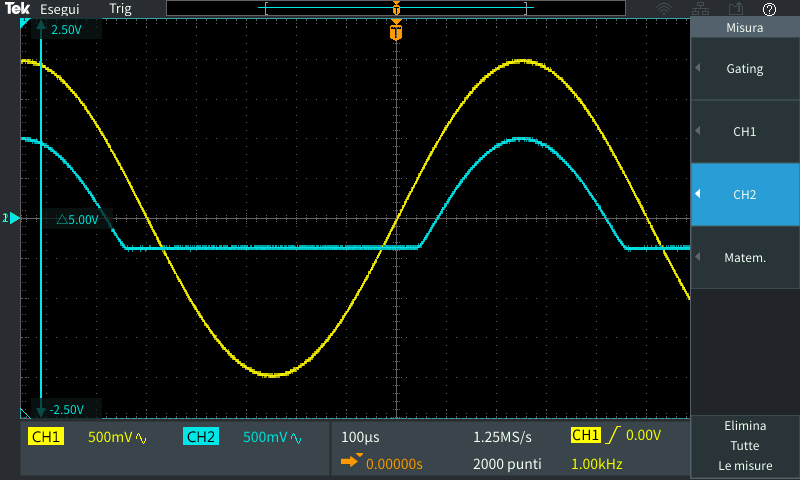 Tek Esegui Trig
T
T
?
2.50V
△5.00V
-2.50V
Misura
Gating
CH1
CH2
Matem.
Elimina
Tutte
Le misure
CH1 500mV CH2 500mV
100µs 1.25MS/s CH1 0.00V
0.00000s 2000 punti 1.00kHz